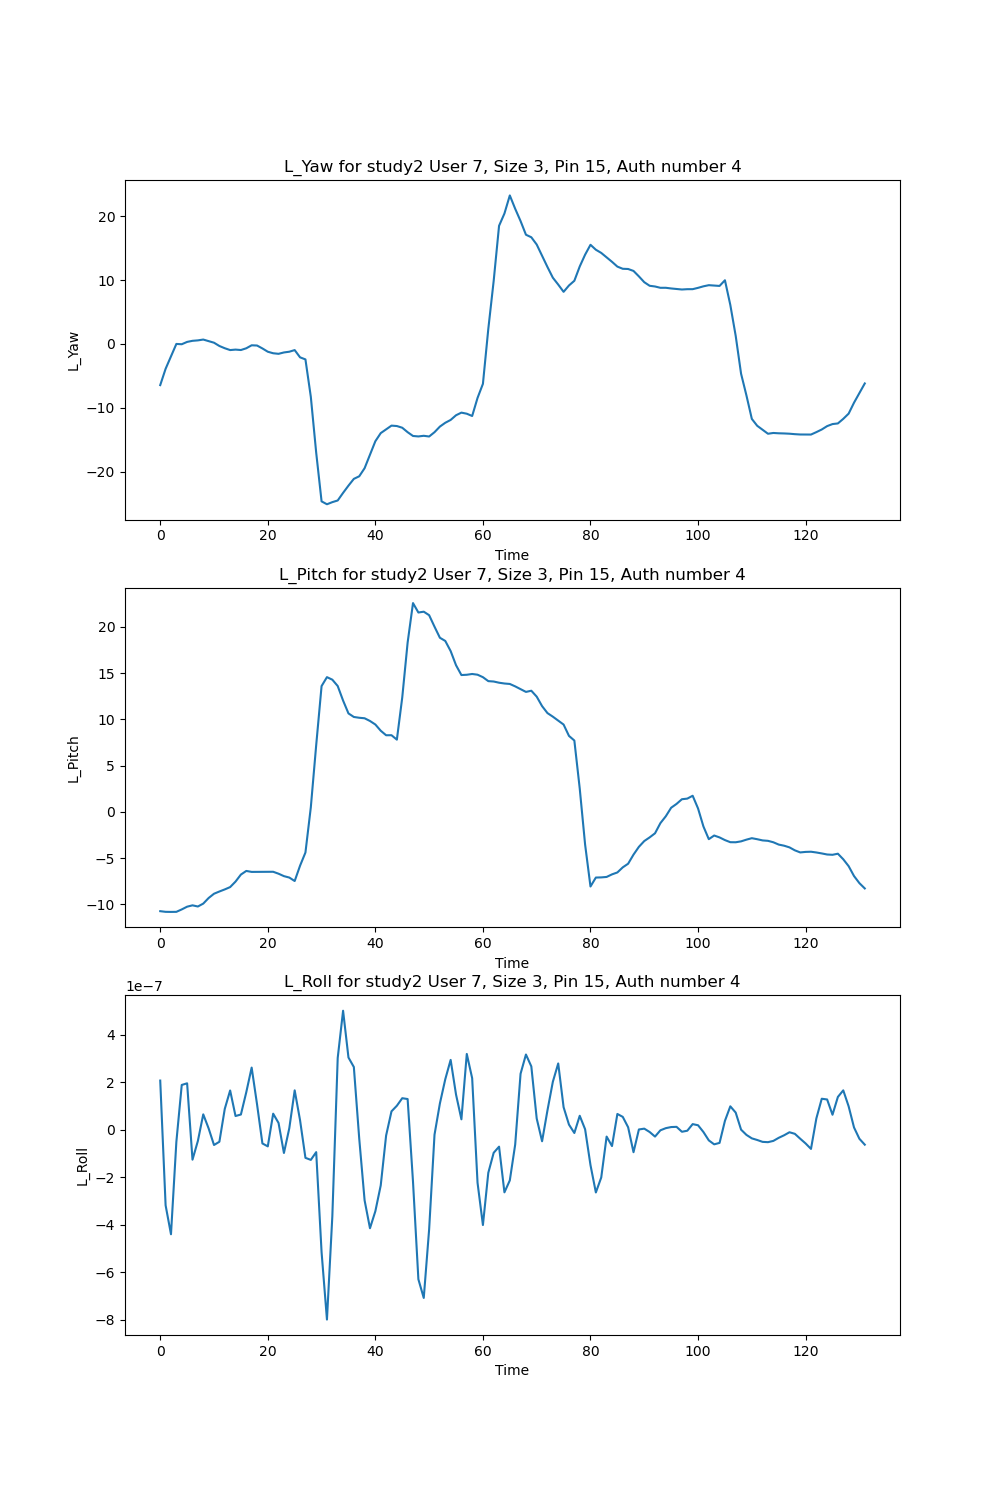 L_Yaw for study2 User 7, Size 3, Pin 15, Auth number 4
20
10
0
−10
−20
L_Yaw
0 20 40 60 80 100 120
Time
L_Pitch for study2 User 7, Size 3, Pin 15, Auth number 4
20
15
10
5
0
−5
−10
L_Pitch
0 20 40 60 80 100 120
Time
L_Roll for study2 User 7, Size 3, Pin 15, Auth number 4
1e−7
4
2
0
−2
−4
−6
−8
L_Roll
0 20 40 60 80 100 120
Time